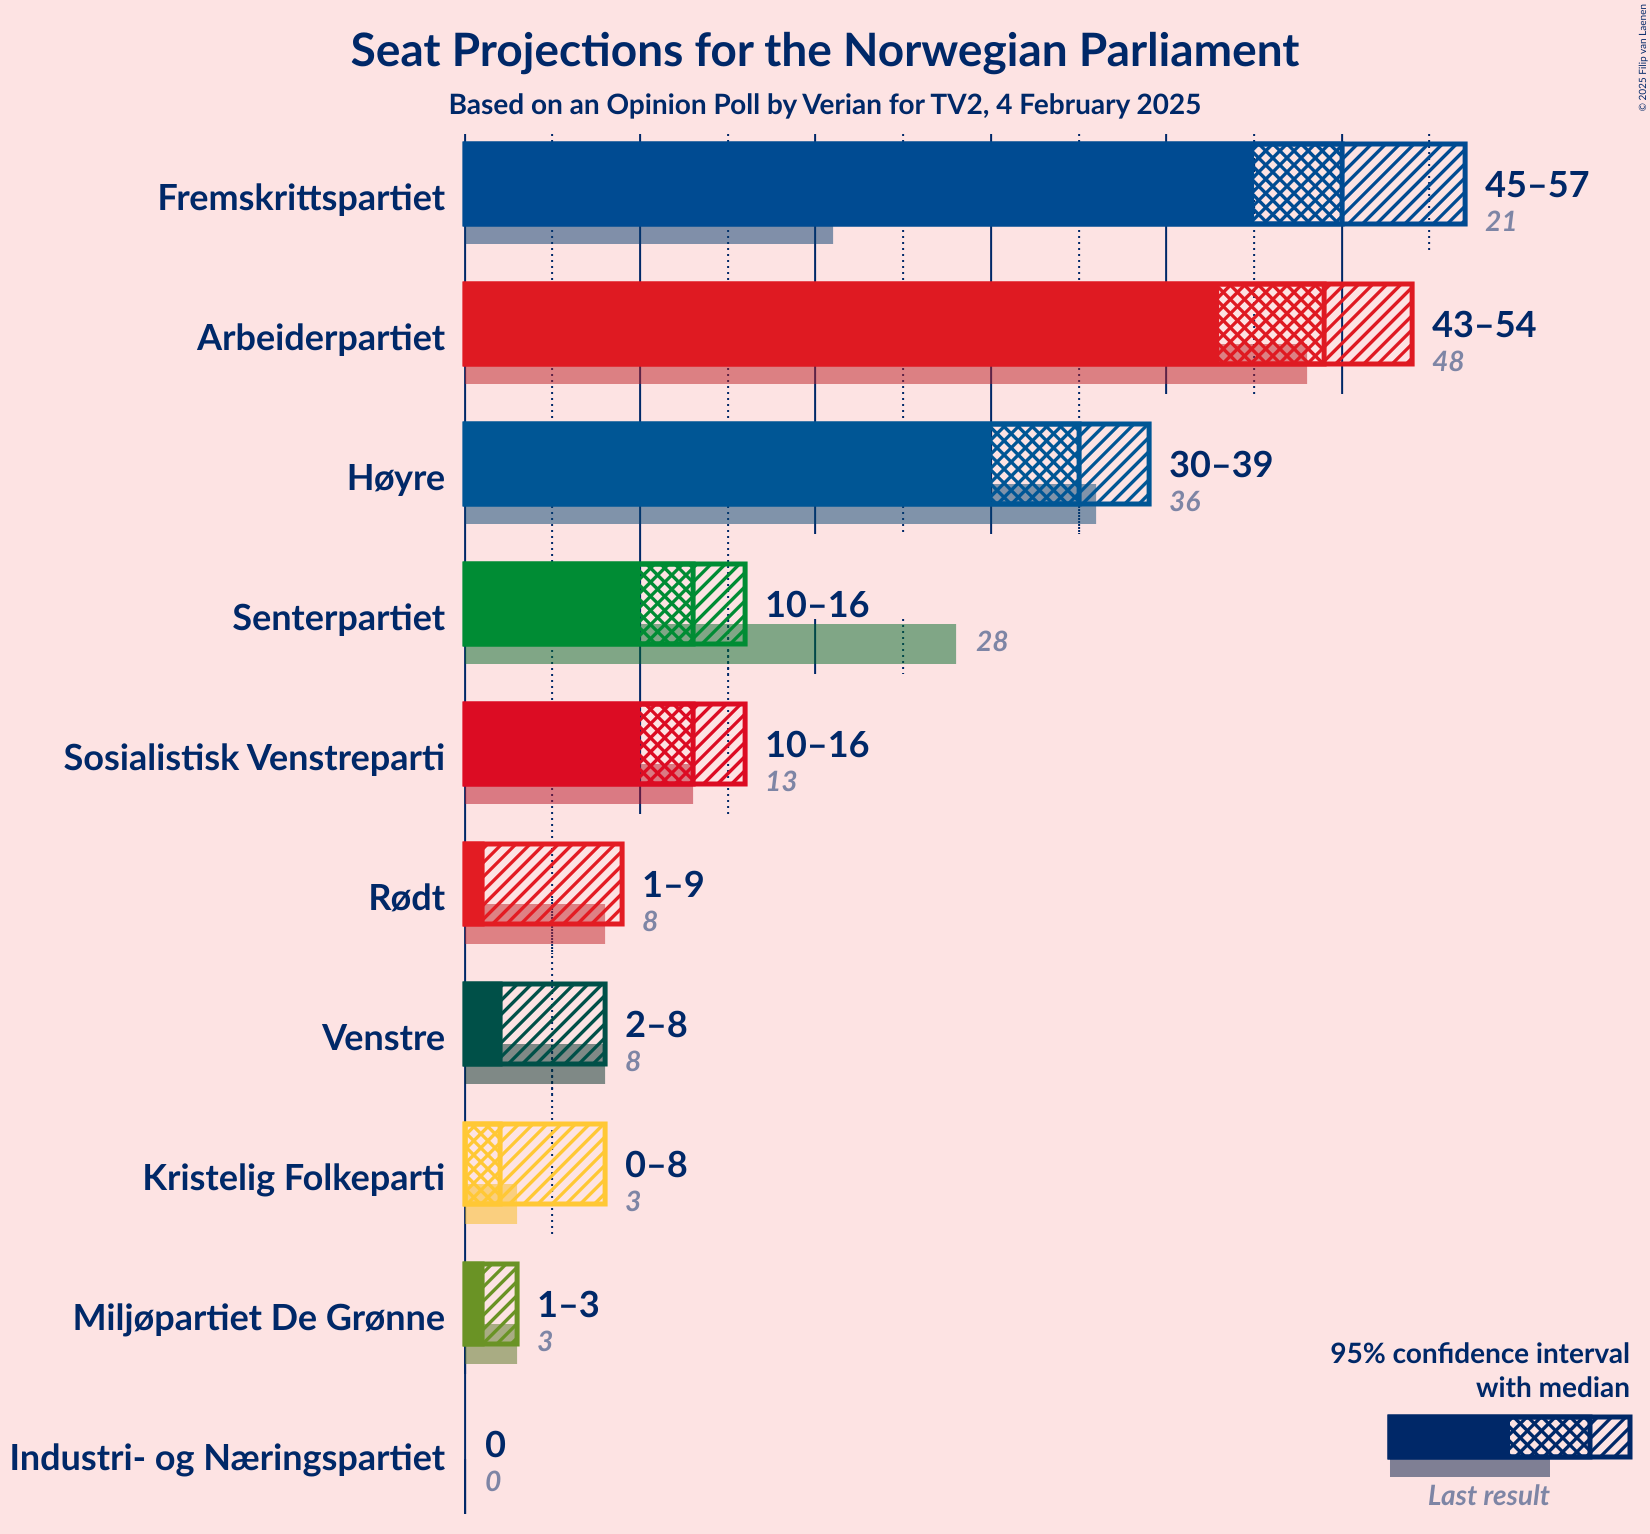 Seat Projections for the Norwegian Parliament
Based on an Opinion Poll by Verian for TV2, 4 February 2025
© 2025 Filip van Laenen
Fremskrittspartiet
45–57
21
Arbeiderpartiet
43–54
48
Høyre
30–39
36
Senterpartiet
10–16
28
Sosialistisk Venstreparti
10–16
13
Rødt
1–9
8
Venstre
2–8
8
Kristelig Folkeparti
0–8
3
Miljøpartiet De Grønne
1–3
3
Industri- og Næringspartiet
0
0
95% confidence interval
with median
Last result